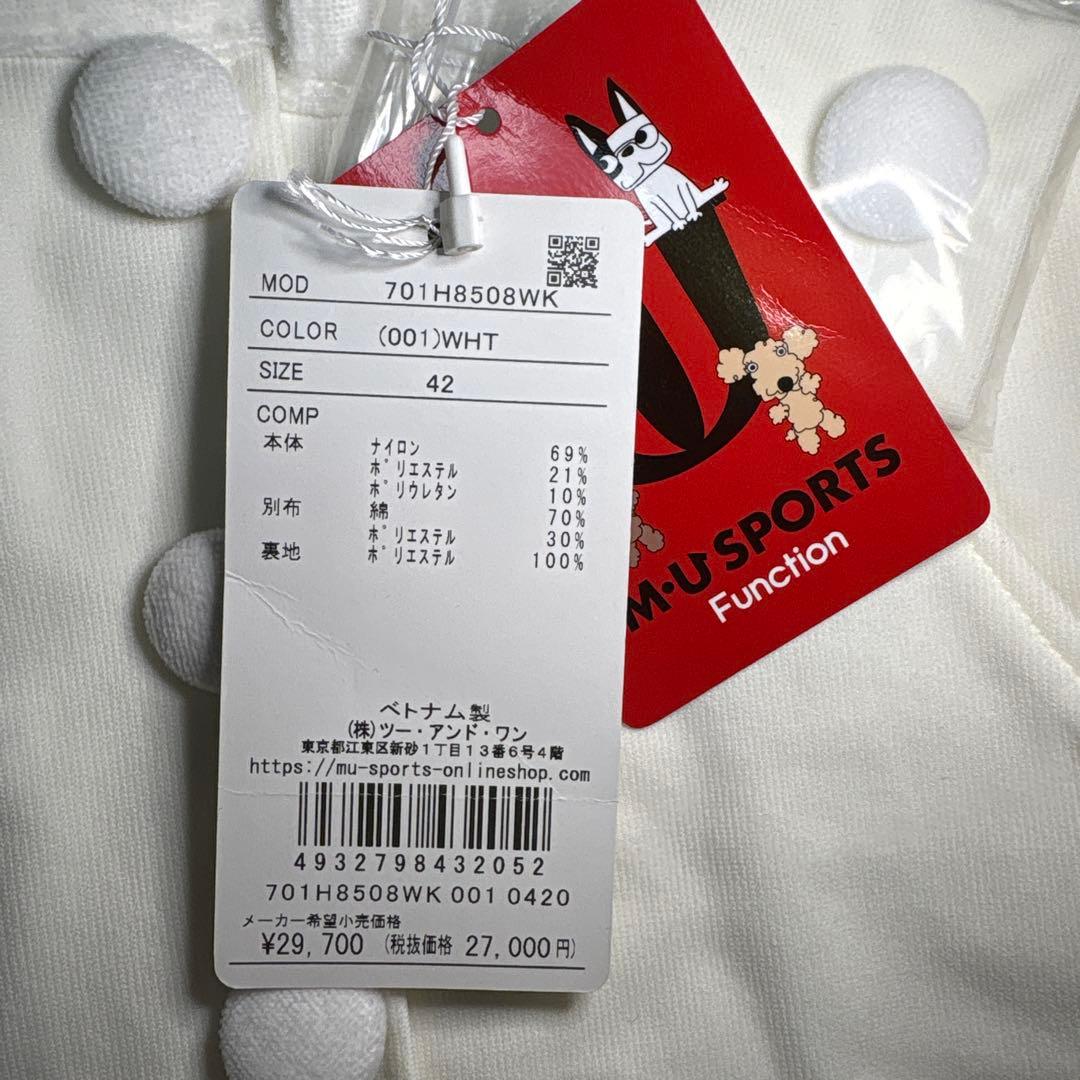 MOD 701H8508WK
COLOR (001)WHT
SIZE 42
COMP
本体 ナイロン 69%
ポリエステル 21%
ポリウレタン 10%
別布 綿 70%
ポリエステル 30%
裏地 ポリエステル 100%
ベトナム製
(株)ツー・アンド・ワン
東京都江東区新砂1丁目13番6号4階
https://mu-sports-onlineshop.com
4932798432052
701H8508WK 001 0420
メーカー希望小売価格
¥29,700 (税抜価格 27,000円)
M・U SPORTS
Function